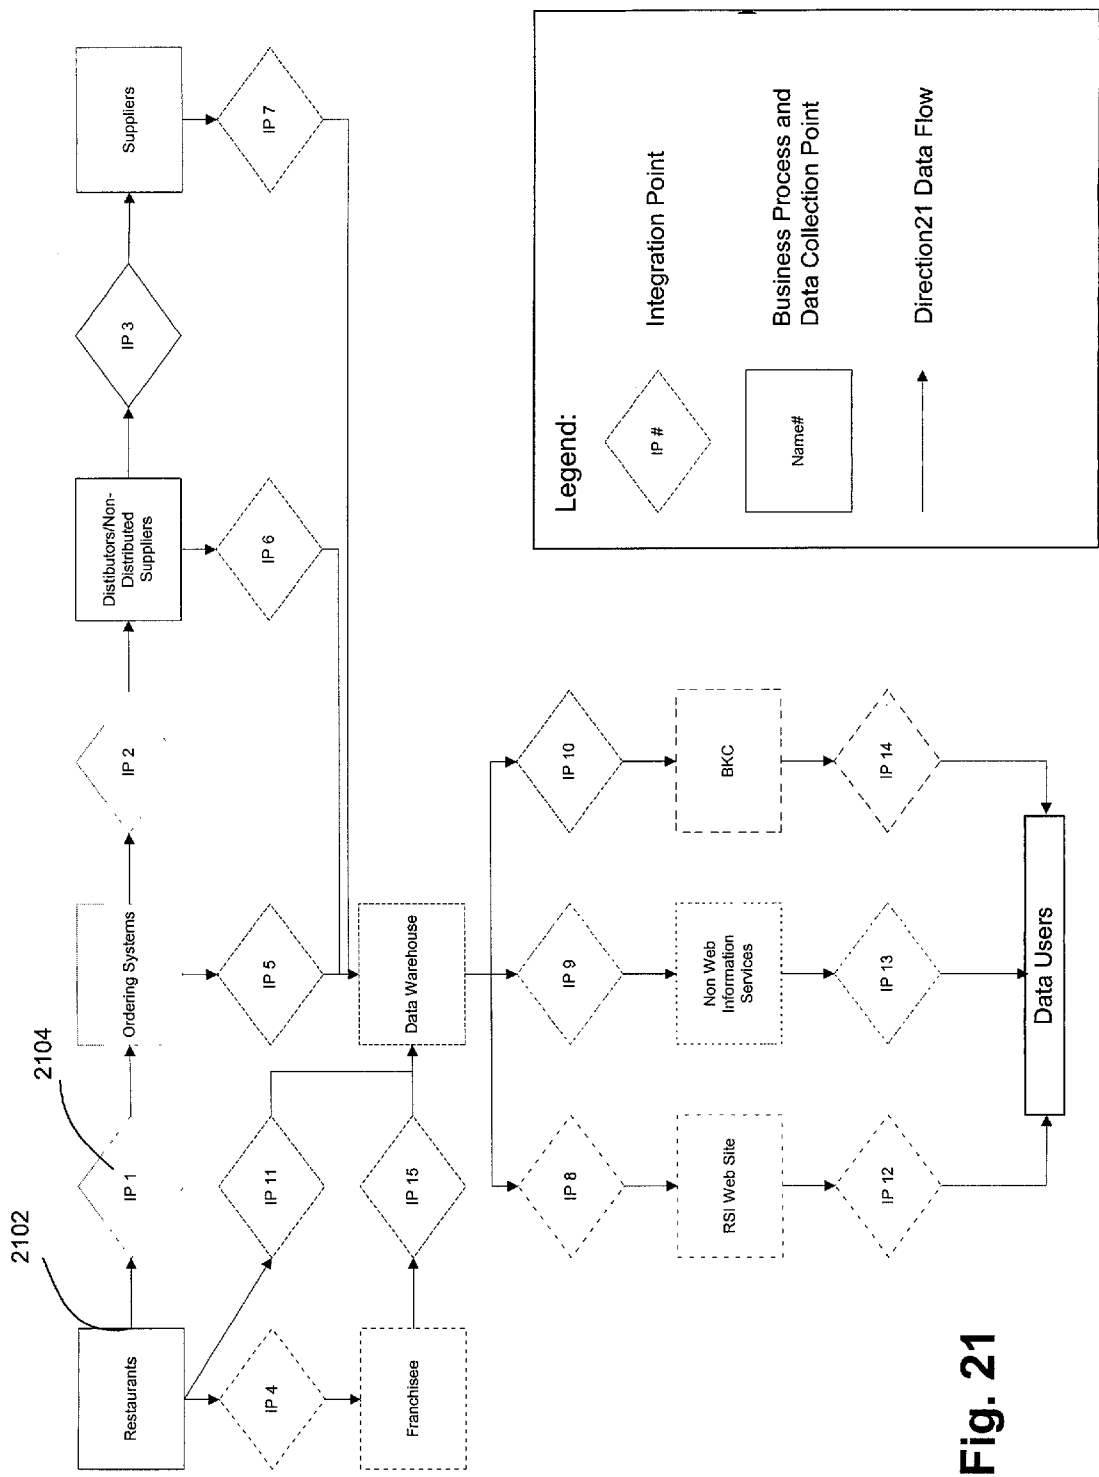 2102
2104
Restaurants
IP 1
Ordering Systems
IP 2
Distibutors/Non-
Distributed
Suppliers
IP 3
Suppliers
IP 4
IP 11
IP 5
IP 6
IP 7
Franchisee
IP 15
Data Warehouse
IP 8
IP 9
IP 10
RSI Web Site
Non Web
Information
Services
BKC
IP 12
IP 13
IP 14
Data Users
Legend:
IP #
Integration Point
Name#
Business Process and
Data Collection Point
Direction21 Data Flow
Fig. 21